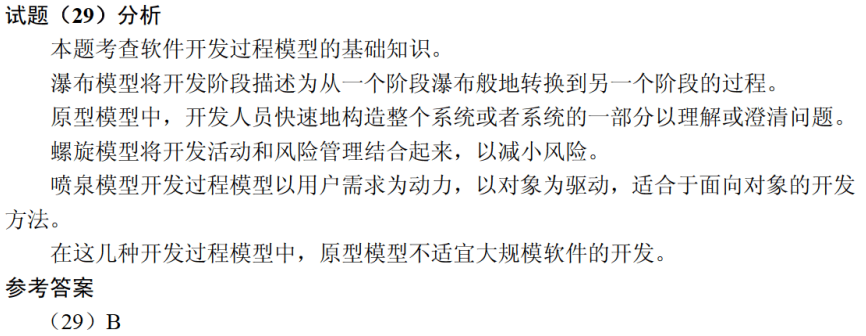 试题（29）分析
本题考查软件开发过程模型的基础知识。
瀑布模型将开发阶段描述为从一个阶段瀑布般地转换到另一个阶段的过程。
原型模型中，开发人员快速地构造整个系统或者系统的一部分以理解或澄清问题。
螺旋模型将开发活动和风险管理结合起来，以减小风险。
喷泉模型开发过程模型以用户需求为动力，以对象为驱动，适合于面向对象的开发
方法。
在这几种开发过程模型中，原型模型不适宜大规模软件的开发。
参考答案
（29）B